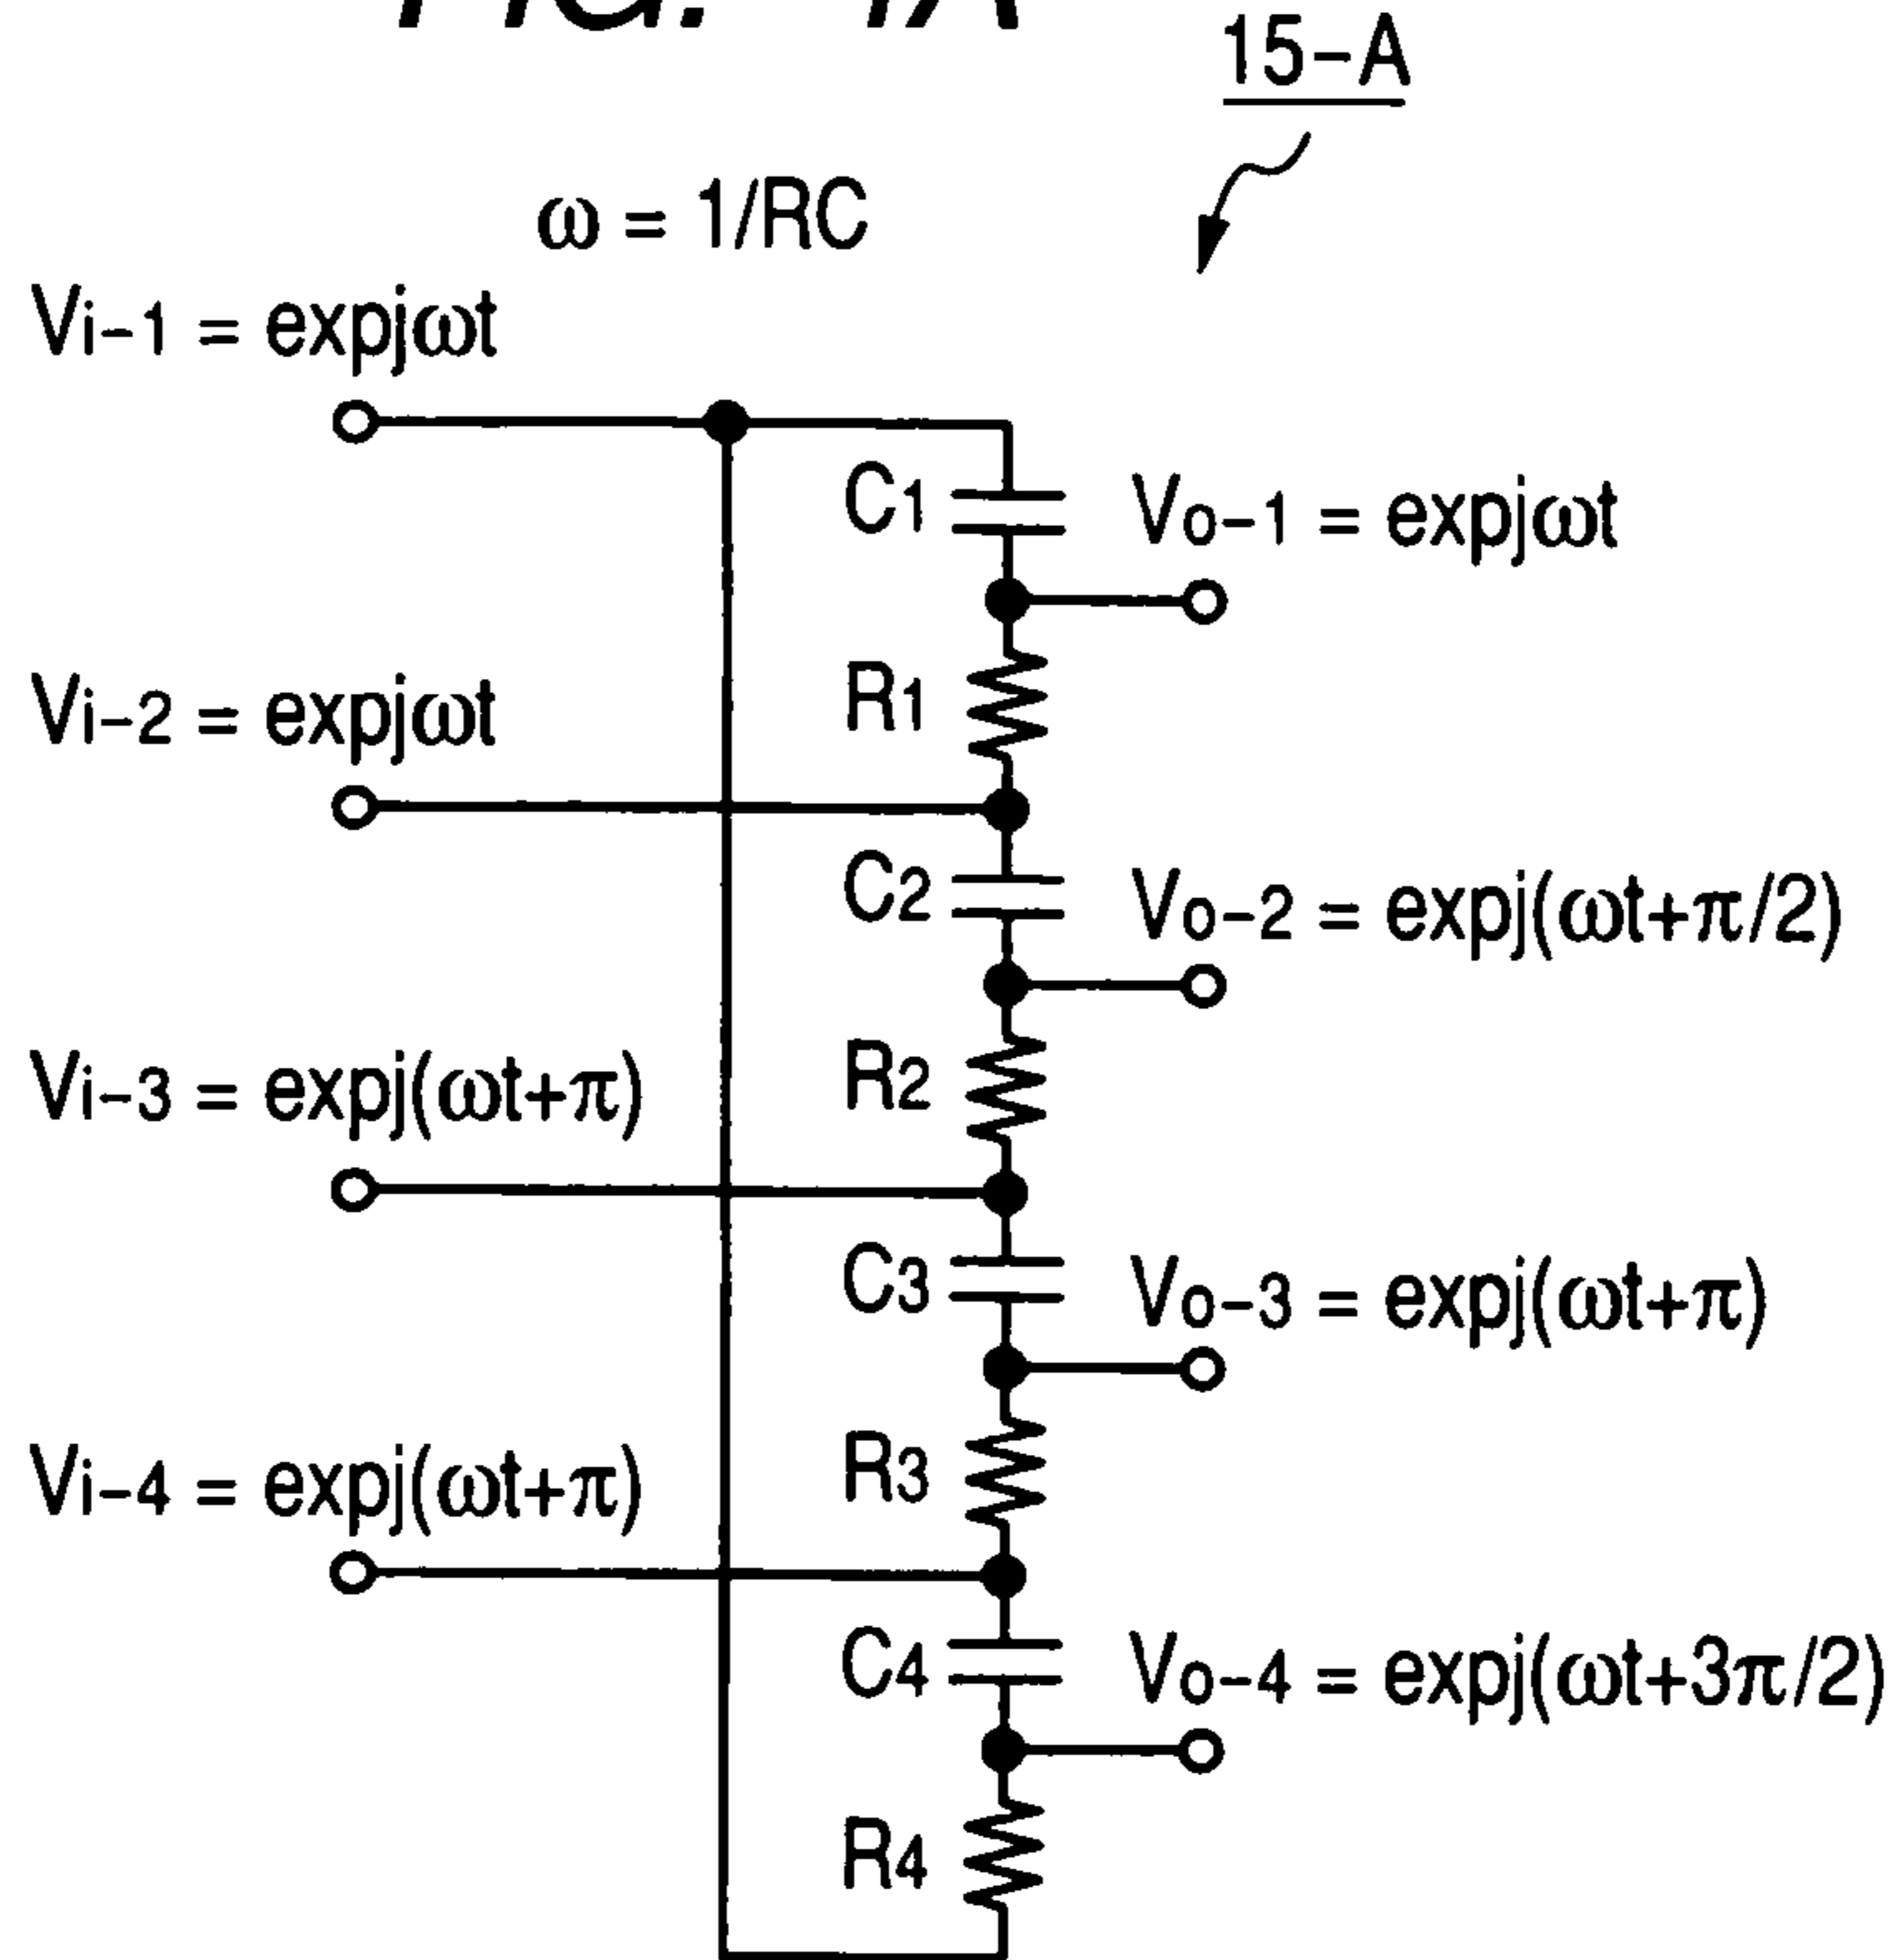 FIG. 4A
15-A
ω = 1/RC
Vi-1 = expjωt
C1
Vo-1 = expjωt
R1
Vi-2 = expjωt
C2
Vo-2 = expj(ωt+π/2)
R2
Vi-3 = expj(ωt+π)
C3
Vo-3 = expj(ωt+π)
R3
Vi-4 = expj(ωt+π)
C4
Vo-4 = expj(ωt+3π/2)
R4